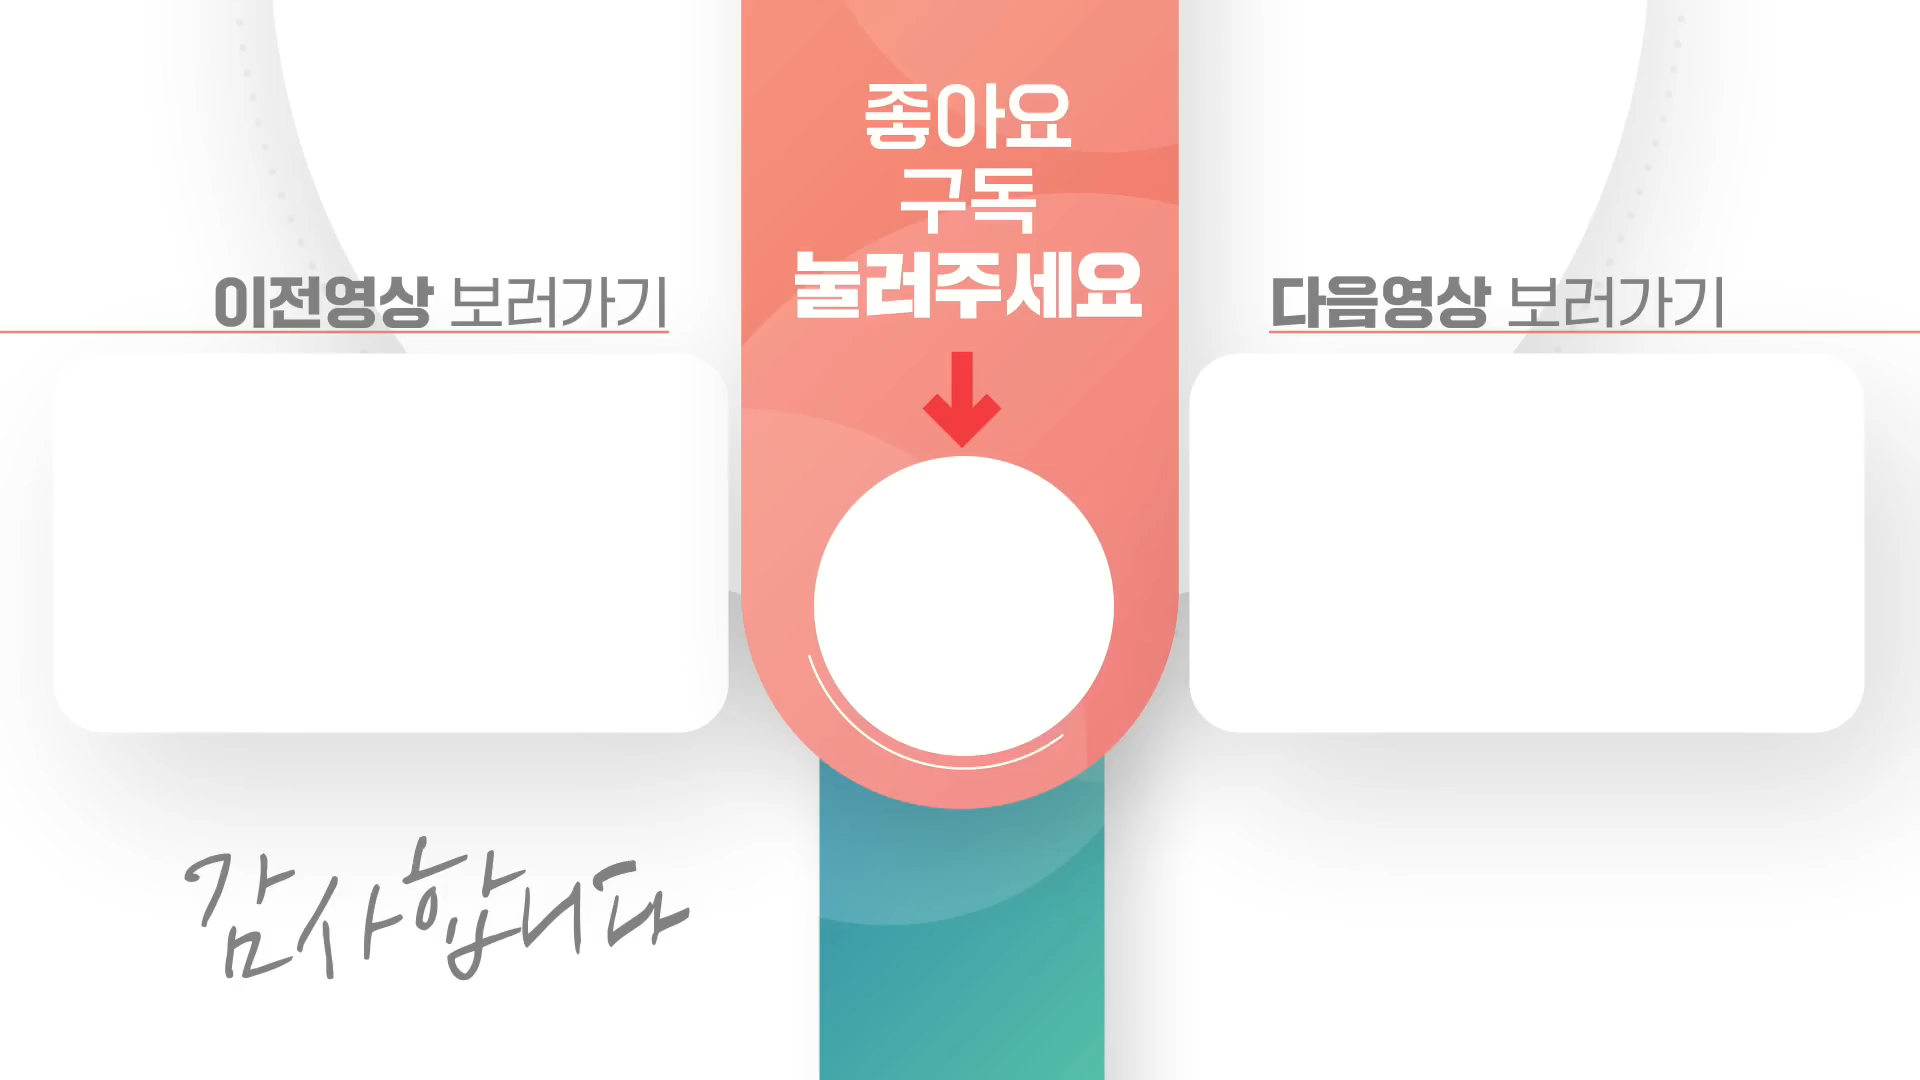 좋아요
구독
눌러주세요
이전영상 보러가기
다음영상 보러가기
감사합니다